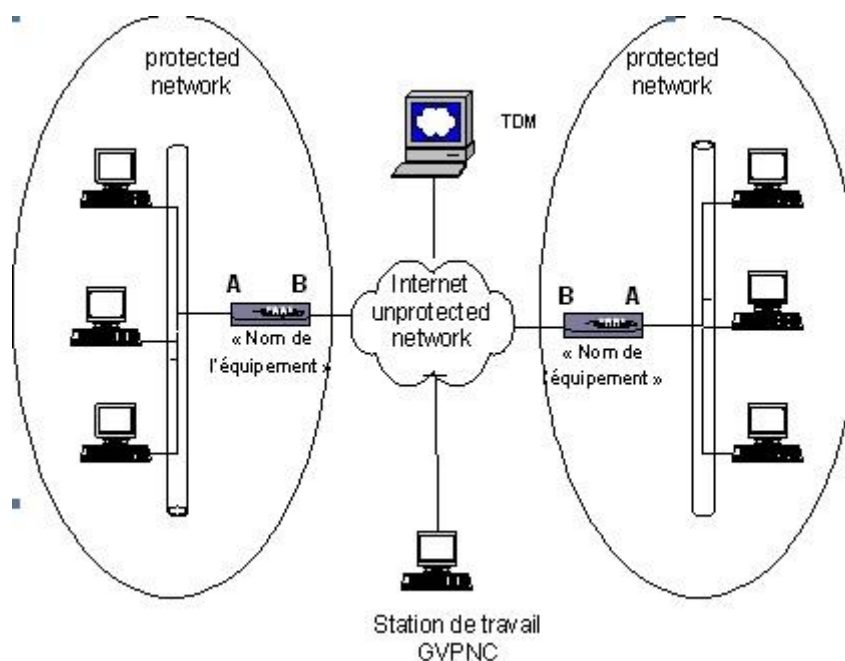 protected
network
protected
network
TDM
A B
Internet
unprotected
network
B A
« Nom de
l'équipement »
« Nom de
l'équipement »
Station de travail
GVPNC